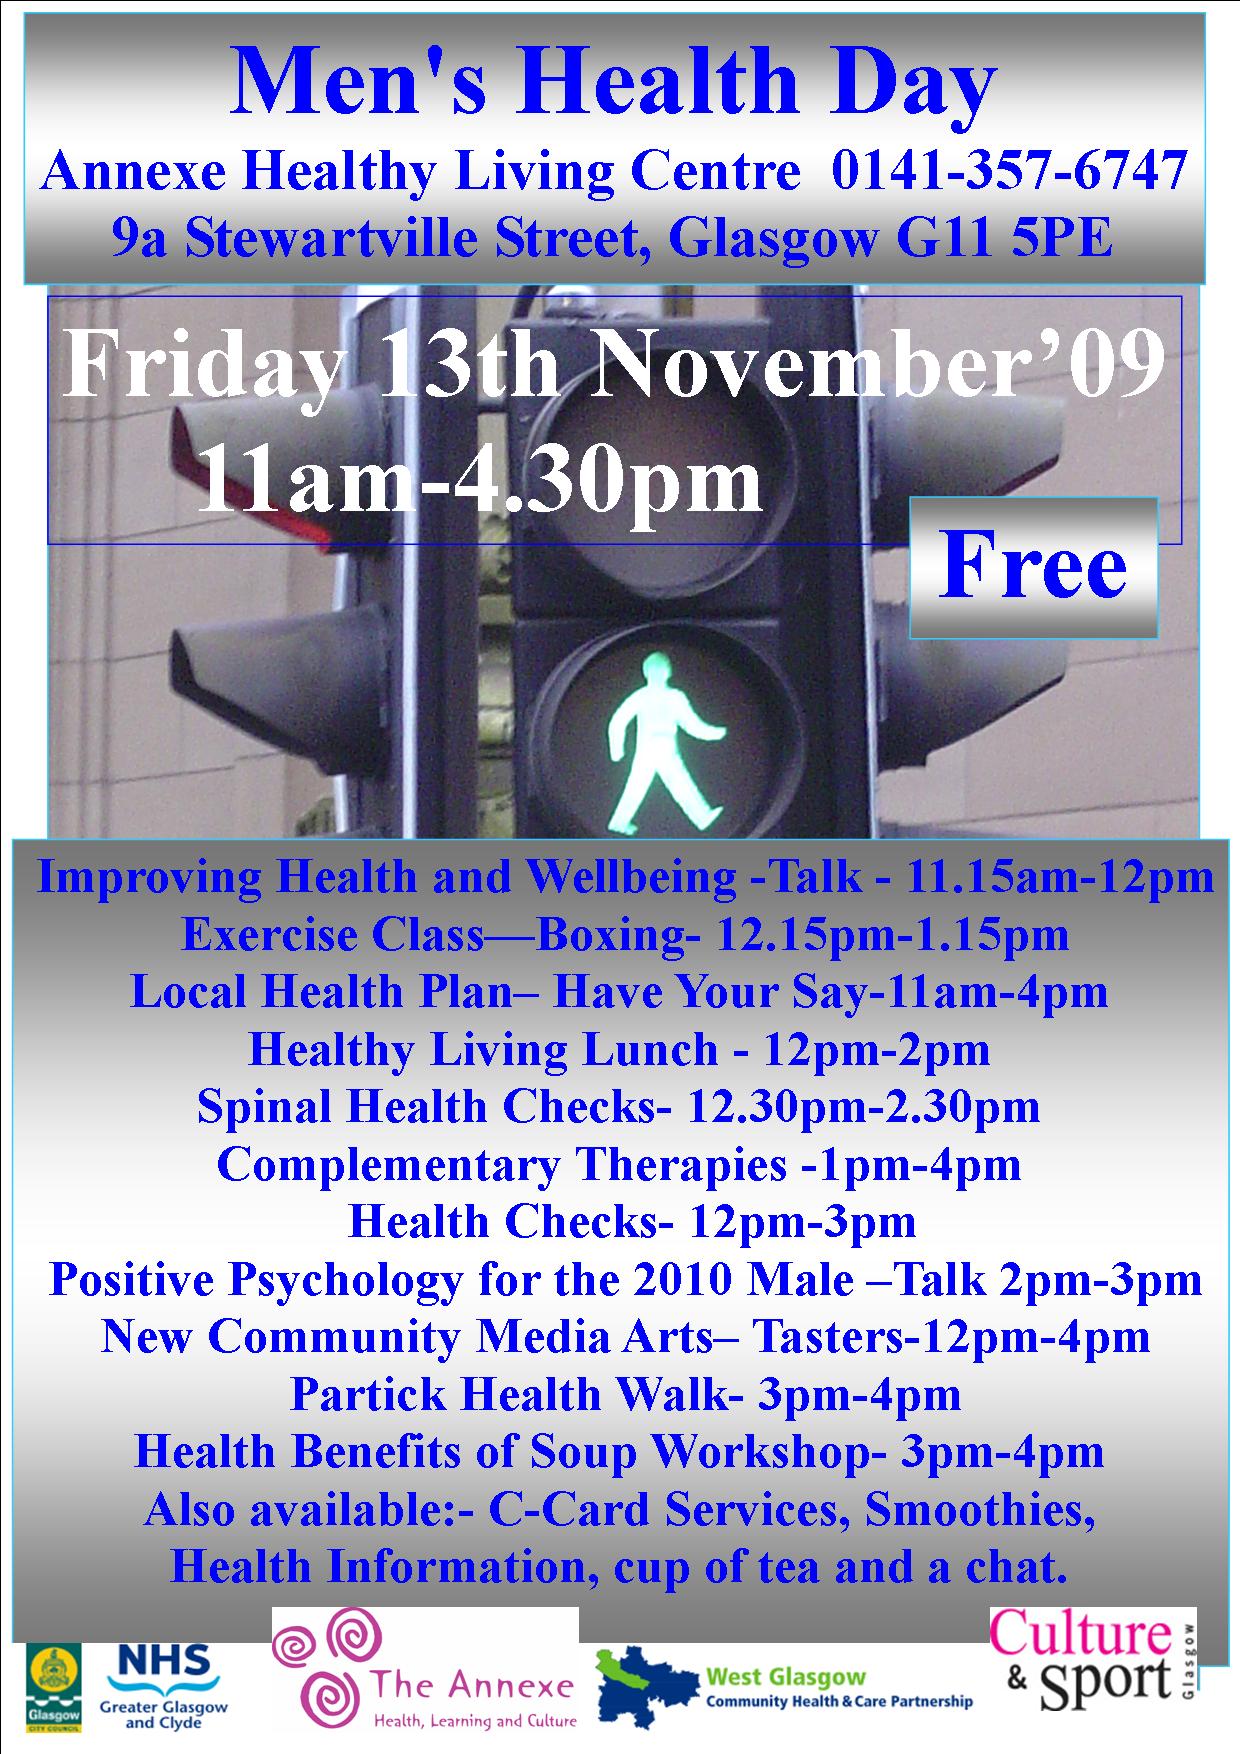 Men's Health Day
Annexe Healthy Living Centre 0141-357-6747
9a Stewartville Street, Glasgow G11 5PE
Friday 13th November’09
11am-4.30pm
Free
Improving Health and Wellbeing -Talk - 11.15am-12pm
Exercise Class—Boxing- 12.15pm-1.15pm
Local Health Plan– Have Your Say-11am-4pm
Healthy Living Lunch - 12pm-2pm
Spinal Health Checks- 12.30pm-2.30pm
Complementary Therapies -1pm-4pm
Health Checks- 12pm-3pm
Positive Psychology for the 2010 Male –Talk 2pm-3pm
New Community Media Arts– Tasters-12pm-4pm
Partick Health Walk- 3pm-4pm
Health Benefits of Soup Workshop- 3pm-4pm
Also available:- C-Card Services, Smoothies,
Health Information, cup of tea and a chat.
Glasgow
CITY COUNCIL
NHS
Greater Glasgow
and Clyde
The Annexe
Health, Learning and Culture
West Glasgow
Community Health & Care Partnership
Culture
& Sport
Glasgow